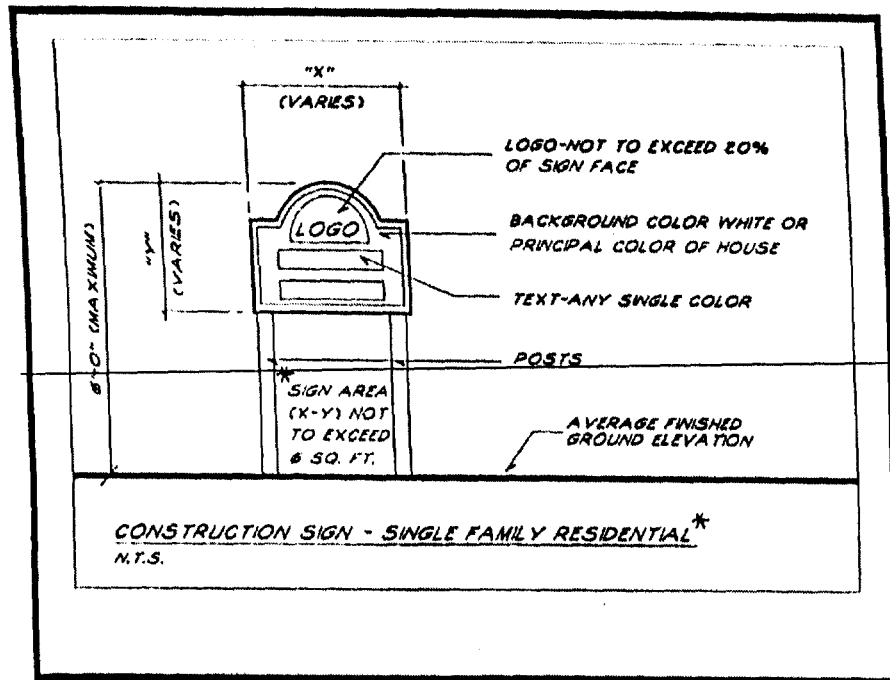 "X"
(VARIES)
LOGO-NOT TO EXCEED 20%
OF SIGN FACE
6'-0" (MAXIMUM)
"Y"
(VARIES)
LOGO
BACKGROUND COLOR WHITE OR
PRINCIPAL COLOR OF HOUSE
TEXT-ANY SINGLE COLOR
POSTS
*SIGN AREA
(X-Y) NOT
TO EXCEED
6 SQ. FT.
AVERAGE FINISHED
GROUND ELEVATION
CONSTRUCTION SIGN - SINGLE FAMILY RESIDENTIAL*
N.T.S.